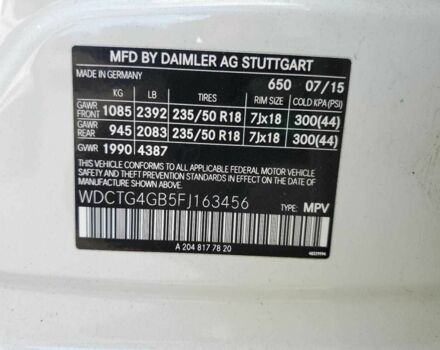 MFD BY DAIMLER AG STUTTGART
MADE IN GERMANY 650 07/15
KG LB TIRES RIM SIZE COLD KPA (PSI)
GAWR FRONT 1085 2392 235/50 R18 7Jx18 300(44)
GAWR REAR 945 2083 235/50 R18 7Jx18 300(44)
GVWR 1990 4387
THIS VEHICLE CONFORMS TO ALL APPLICABLE FEDERAL MOTOR VEHICLE
SAFETY AND THEFT PREVENTION STANDARDS IN EFFECT ON THE DATE OF
MANUFACTURE SHOWN ABOVE.
WDCTG4GB5FJ163456 TYPE: MPV
A 204 817 78 20